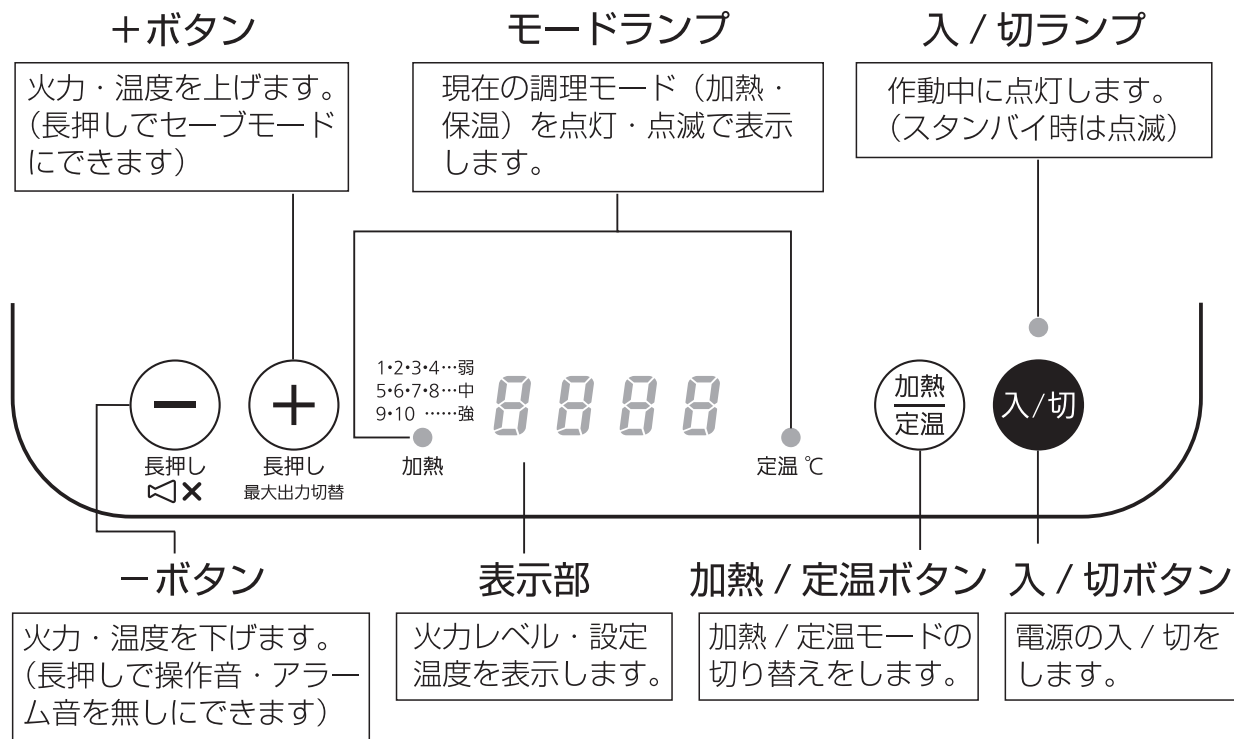 ＋ボタン
火力・温度を上げます。
（長押しでセーブモード
にできます）
モードランプ
現在の調理モード（加熱・
保温）を点灯・点滅で表示
します。
入 / 切ランプ
作動中に点灯します。
（スタンバイ時は点滅）
－
長押し
＋
長押し
最大出力切替
1・2・3・4…弱
5・6・7・8…中
9・10 ……強
加熱
8888
定温 ℃
加熱
定温
入/切
－ボタン
火力・温度を下げます。
（長押しで操作音・アラー
ム音を無しにできます）
表示部
火力レベル・設定
温度を表示します。
加熱 / 定温ボタン
加熱 / 定温モードの
切り替えをします。
入 / 切ボタン
電源の入 / 切を
します。